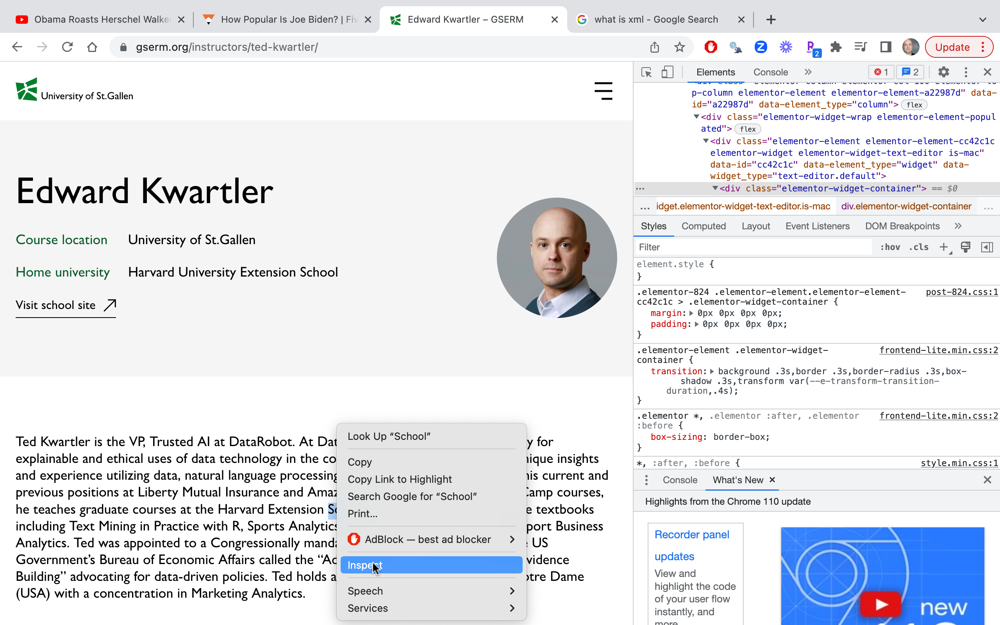 Obama Roasts Herschel Walker
How Popular Is Joe Biden? | Fiv
Edward Kwartler – GSERM
what is xml - Google Search
gserm.org/instructors/ted-kwartler/
2
Update
University of St.Gallen
Edward Kwartler
Course location University of St.Gallen
Home university Harvard University Extension School
Visit school site
Ted Kwartler is the VP, Trusted AI at DataRobot. At Dat
y for
explainable and ethical uses of data technology in the co
nique insights
and experience utilizing data, natural language processing
his current and
previous positions at Liberty Mutual Insurance and Amaz
Camp courses,
he teaches graduate courses at the Harvard Extension Sc
e textbooks
including Text Mining in Practice with R, Sports Analytics
port Business
Analytics. Ted was appointed to a Congressionally manda
e US
Government’s Bureau of Economic Affairs called the “Ad
vidence
Building” advocating for data-driven policies. Ted holds a
otre Dame
(USA) with a concentration in Marketing Analytics.
Look Up “School”
Copy
Copy Link to Highlight
Search Google for “School”
Print...
AdBlock — best ad blocker
Inspect
Speech
Services
Elements Console » 1 2
<div class="elementor-column elementor-col-100 elementor-to
p-column elementor-element elementor-element-a22987d" data-
id="a22987d" data-element_type="column"> flex
<div class="elementor-widget-wrap elementor-element-popul
ated"> flex
<div class="elementor-element elementor-element-cc42c1c
elementor-widget elementor-widget-text-editor is-mac"
data-id="cc42c1c" data-element_type="widget" data-
widget_type="text-editor.default">
... <div class="elementor-widget-container"> == $0
... idget.elementor-widget-text-editor.is-mac div.elementor-widget-container ...
Styles Computed Layout Event Listeners DOM Breakpoints »
Filter :hov .cls +
element.style {
}
.elementor-824 .elementor-element.elementor-element- post-824.css:1
cc42c1c > .elementor-widget-container {
margin: 0px 0px 0px 0px;
padding: 0px 0px 0px 0px;
}
.elementor-element .elementor-widget- frontend-lite.min.css:2
container {
transition: background .3s,border .3s,border-radius .3s,box-
shadow .3s,transform var(--e-transform-transition-
duration,.4s);
}
.elementor *, .elementor :after, .elementor frontend-lite.min.css:2
:before {
box-sizing: border-box;
}
*, :after, :before { style.min.css:1
Console What's New
Highlights from the Chrome 110 update
Recorder panel
updates
View and
highlight the code
of your user flow
instantly, and
more
new